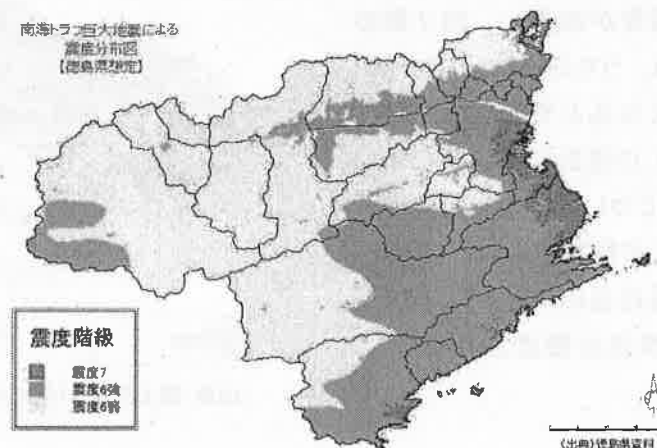 南海トラフ巨大地震による
震度分布図
【徳島県想定】
震度階級
震度7
震度6強
震度6弱
(出典)徳島県資料